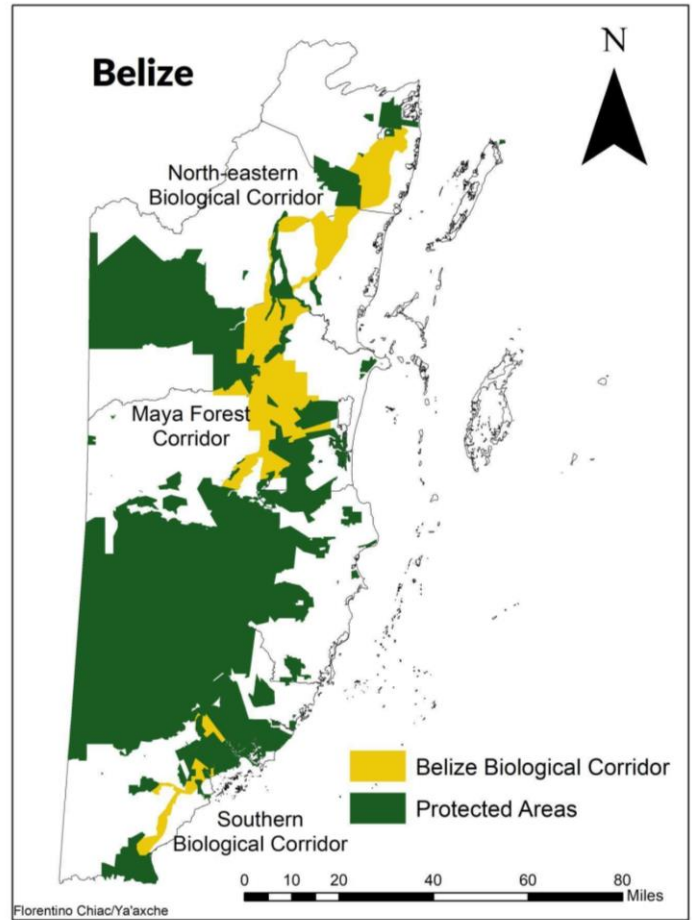 Belize
N
North-eastern
Biological Corridor
Maya Forest
Corridor
Belize Biological Corridor
Protected Areas
Southern
Biological Corridor
0 10 20 40 60 80
Miles
Florentino Chiac/Ya'axche